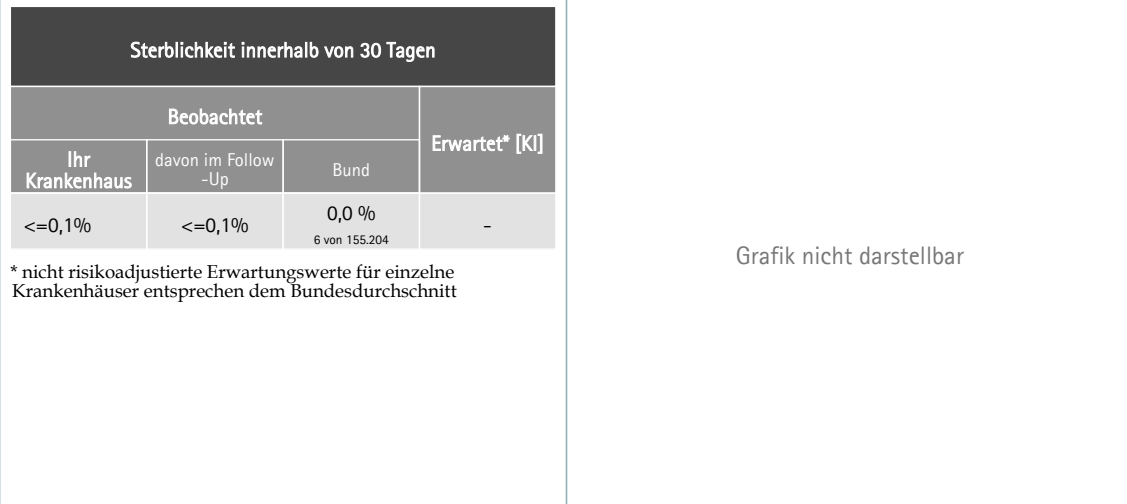 Sterblichkeit innerhalb von 30 Tagen
Beobachtet
Erwartet* [KI]
Ihr
Krankenhaus
davon im Follow
-Up
Bund
<=0,1%
<=0,1%
0,0 %
6 von 155.204
-
* nicht risikoadjustierte Erwartungswerte für einzelne
Krankenhäuser entsprechen dem Bundesdurchschnitt
Grafik nicht darstellbar